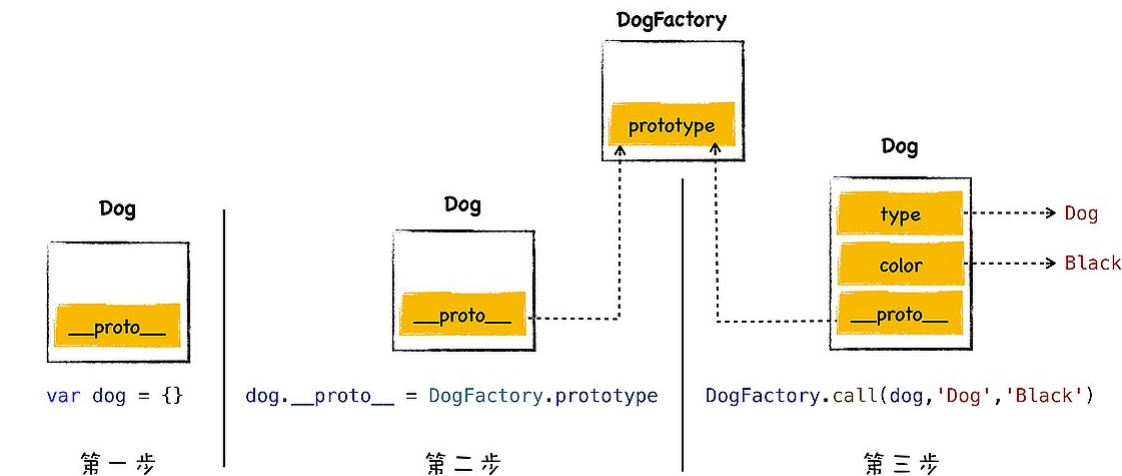 DogFactory
prototype
Dog
__proto__
var dog = {}
第一步
Dog
__proto__
dog.__proto__ = DogFactory.prototype
第二步
Dog
type
Dog
color
Black
__proto__
DogFactory.call(dog,'Dog','Black')
第三步